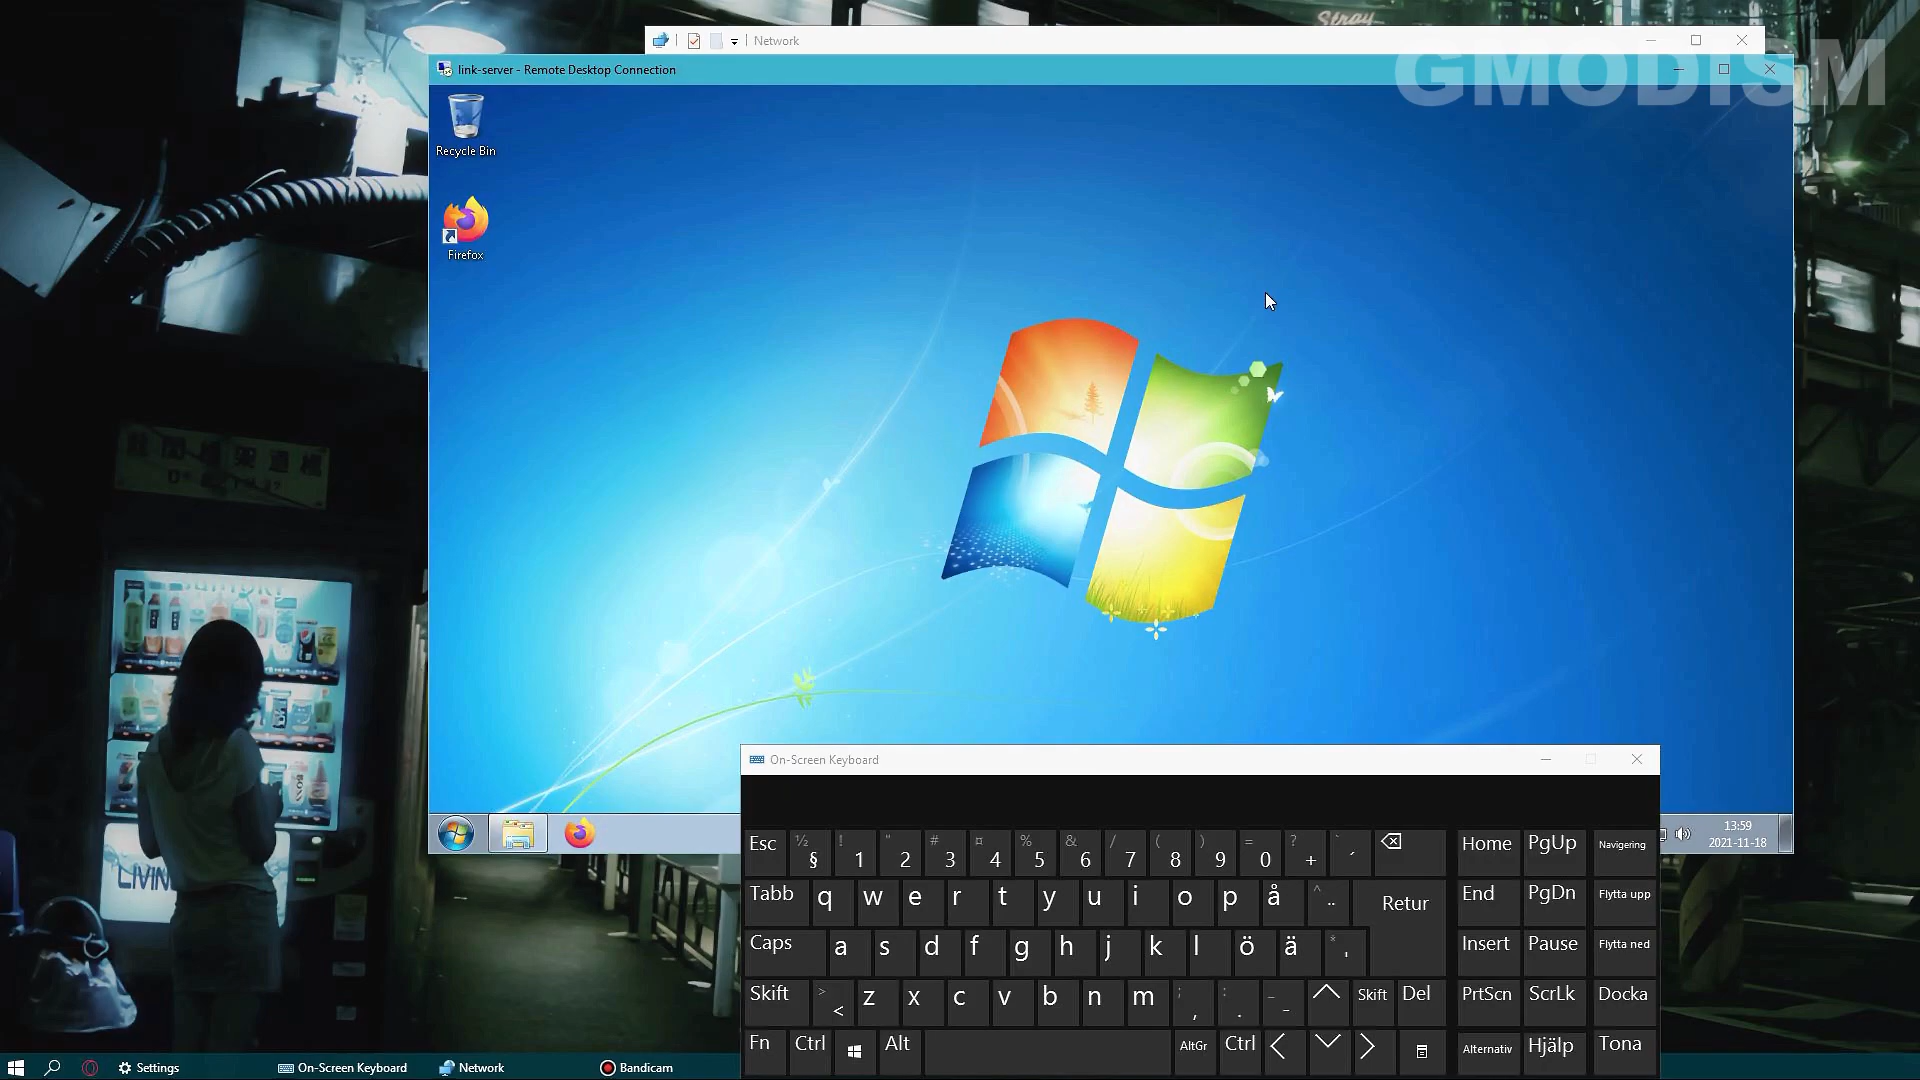 Stray
Network
GMODISM
link-server - Remote Desktop Connection
Recycle Bin
Firefox
On-Screen Keyboard
Esc ½ § ! 1 " 2 # 3 ¤ 4 % 5 & 6 / 7 ( 8 ) 9 = 0 ? + ` ´ Home PgUp Navigering
Tabb q w e r t y u i o p å ^ ¨ Retur End PgDn Flytta upp
Caps a s d f g h j k l ö ä * ' Insert Pause Flytta ned
Skift > < z x c v b n m ; , : . _ - Skift Del PrtScn ScrLk Docka
Fn Ctrl Alt AltGr Ctrl Alternativ Hjälp Tona
13:59
2021-11-18
LIVIN
BOSS
Settings On-Screen Keyboard Network Bandicam